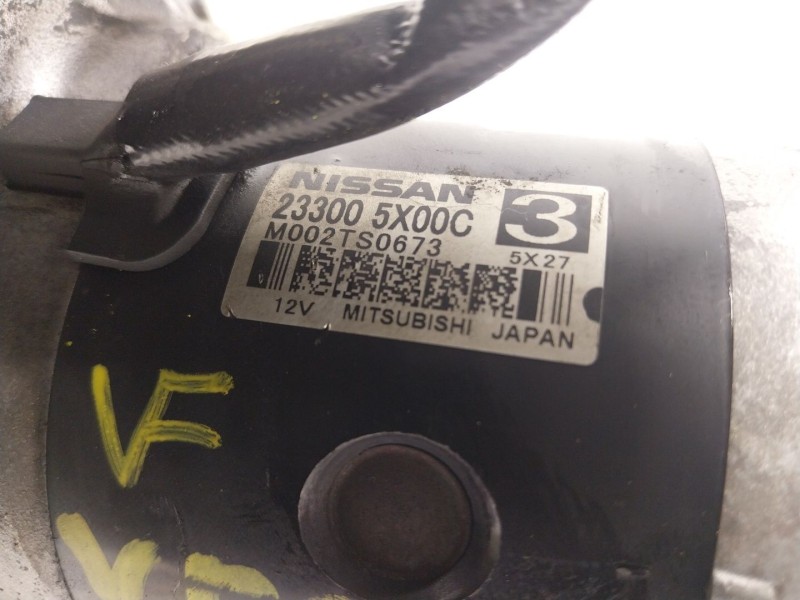 NISSAN
23300 5X00C
3
M002TS0673
5X27
12V MITSUBISHI JAPAN
VF